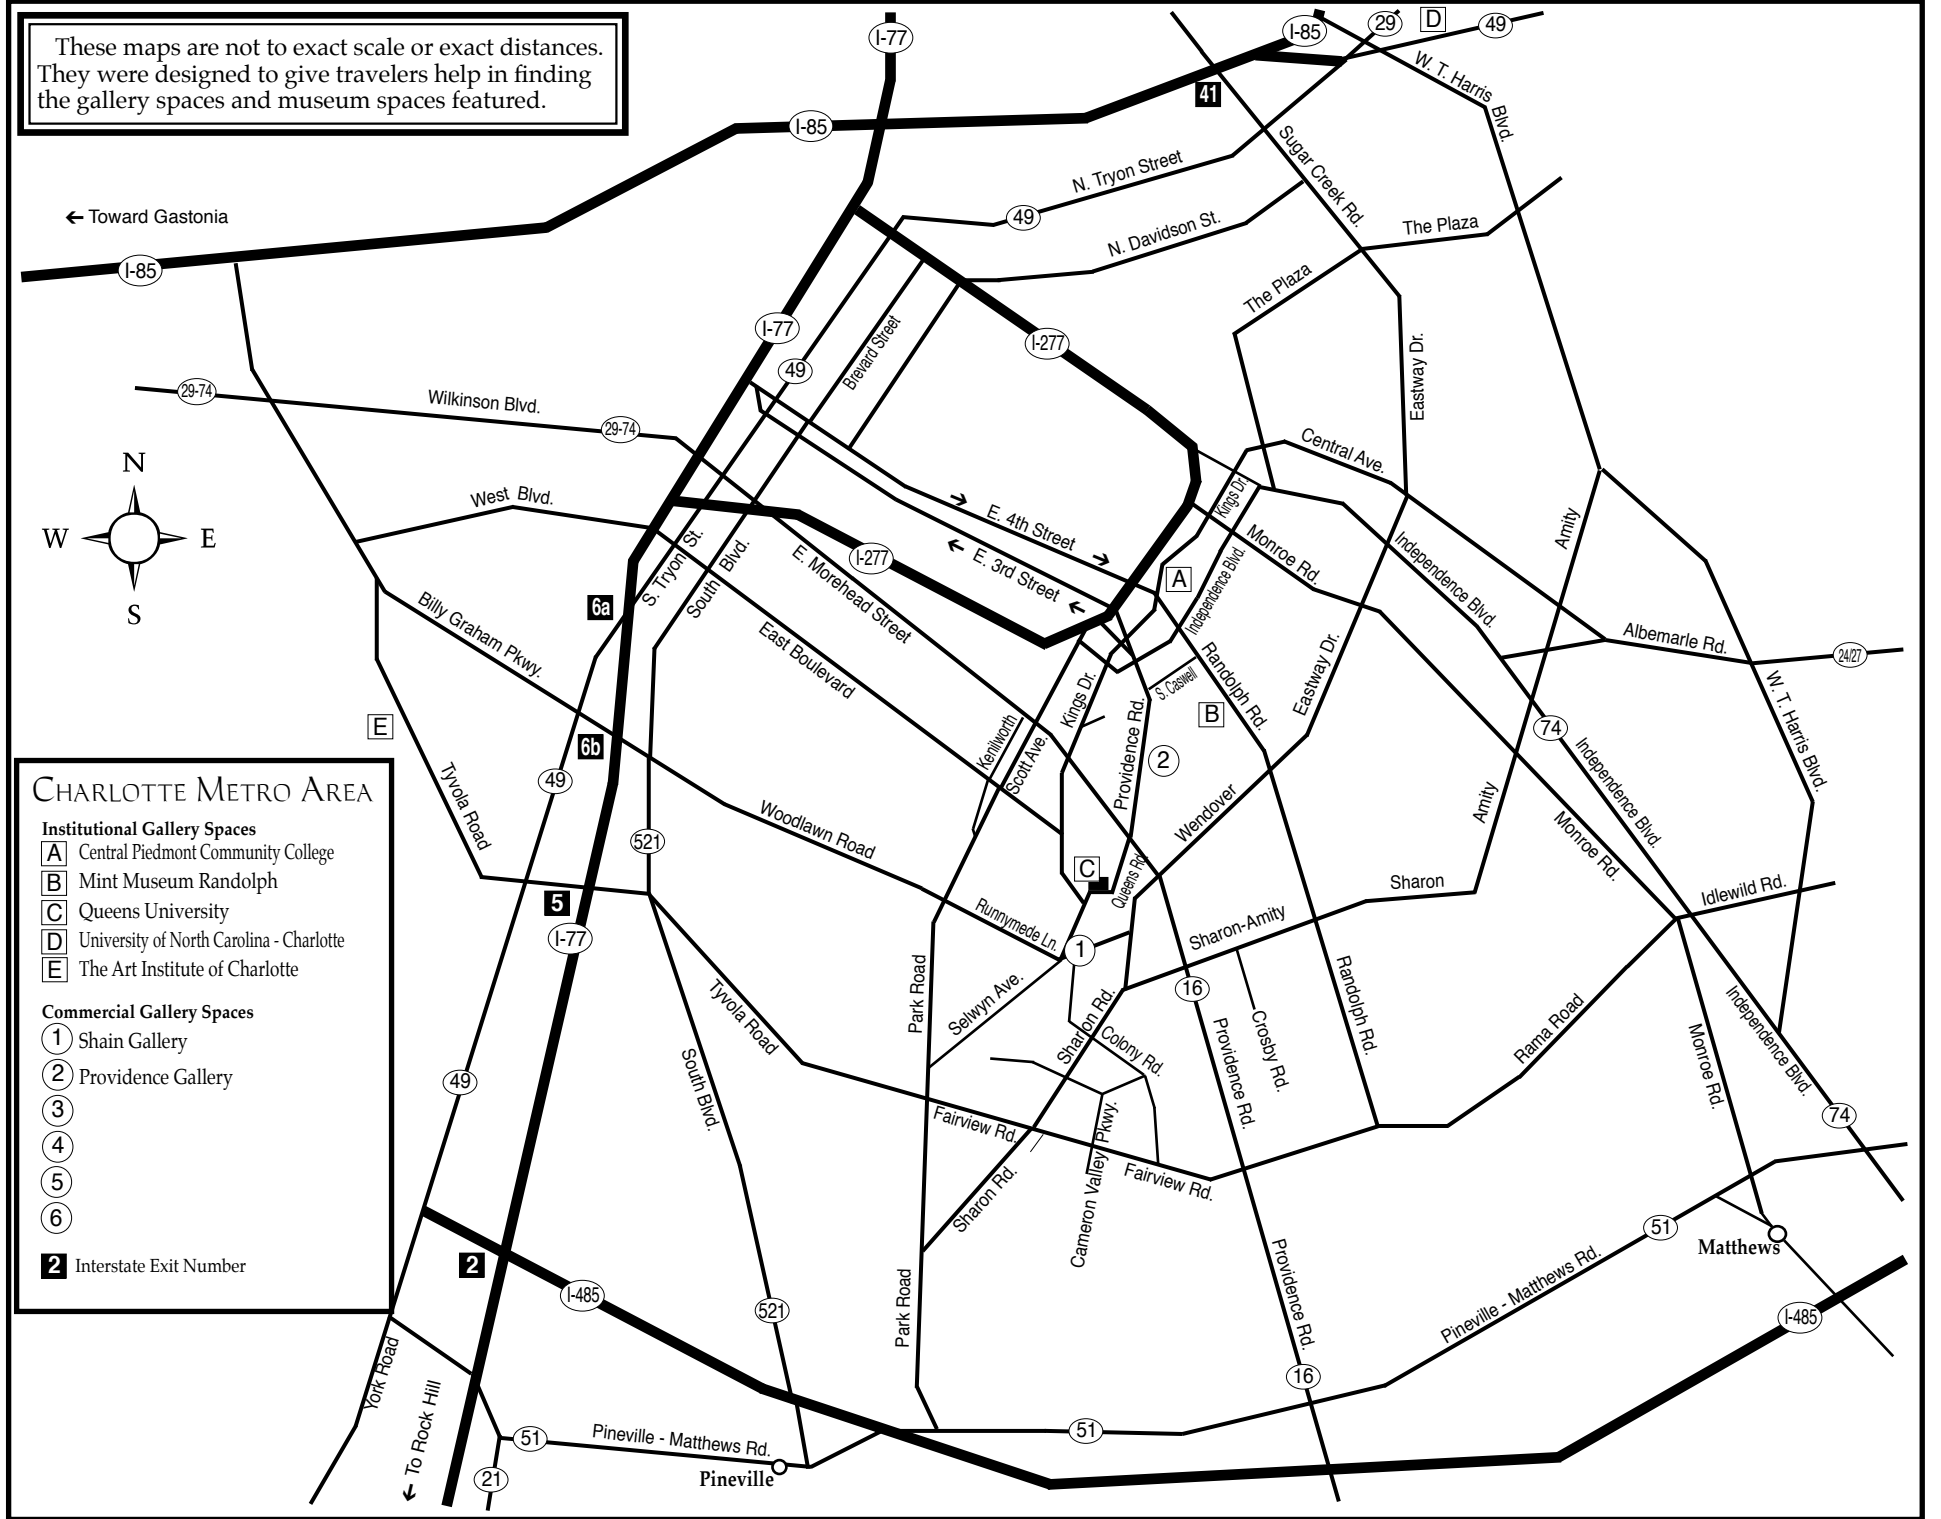 These maps are not to exact scale or exact distances.
They were designed to give travelers help in finding
the gallery spaces and museum spaces featured.
I-77
I-85
29
D
49
W. T. Harris
Blvd.
41
I-85
Sugar Creek Rd.
N. Tryon Street
49
N. Davidson St.
The Plaza
The Plaza
← Toward Gastonia
I-85
I-77
49
Brevard Street
I-277
Eastway Dr.
29-74
Wilkinson Blvd.
29-74
Central Ave.
N
W
E
S
West Blvd.
Kings Dr.
E. 4th Street
E. 3rd Street
Monroe Rd.
Independence Blvd.
Amity
I-277
A
Independence Blvd.
S. Tryon St.
South Blvd.
E. Morehead Street
6a
Billy Graham Pkwy.
East Boulevard
Albemarle Rd.
24/27
Randolph Rd.
S. Caswell
Eastway Dr.
Kings Dr.
W. T. Harris Blvd.
E
B
74
6b
Kenilworth
Scott Ave.
Providence Rd.
2
Independence Blvd.
49
Tyvola Road
Woodlawn Road
Wendover
Amity
Monroe Rd.
521
C
Queens Rd.
Sharon
Idlewild Rd.
5
I-77
Runnymede Ln.
1
Sharon-Amity
CHARLOTTE METRO AREA
Institutional Gallery Spaces
A Central Piedmont Community College
B Mint Museum Randolph
C Queens University
D University of North Carolina - Charlotte
E The Art Institute of Charlotte
Commercial Gallery Spaces
1 Shain Gallery
2 Providence Gallery
3
4
5
6
2 Interstate Exit Number
Park Road
Selwyn Ave.
Tyvola Road
Sharon Rd.
16
Crosby Rd.
Randolph Rd.
Rama Road
Independence Blvd.
Monroe Rd.
Colony Rd.
Providence Rd.
49
South Blvd.
Fairview Rd.
Cameron Valley Pkwy.
Fairview Rd.
74
Sharon Rd.
51
Matthews
2
I-485
521
Park Road
Providence Rd.
Pineville - Matthews Rd.
I-485
York Road
← To Rock Hill
16
51
Pineville - Matthews Rd.
51
21
Pineville